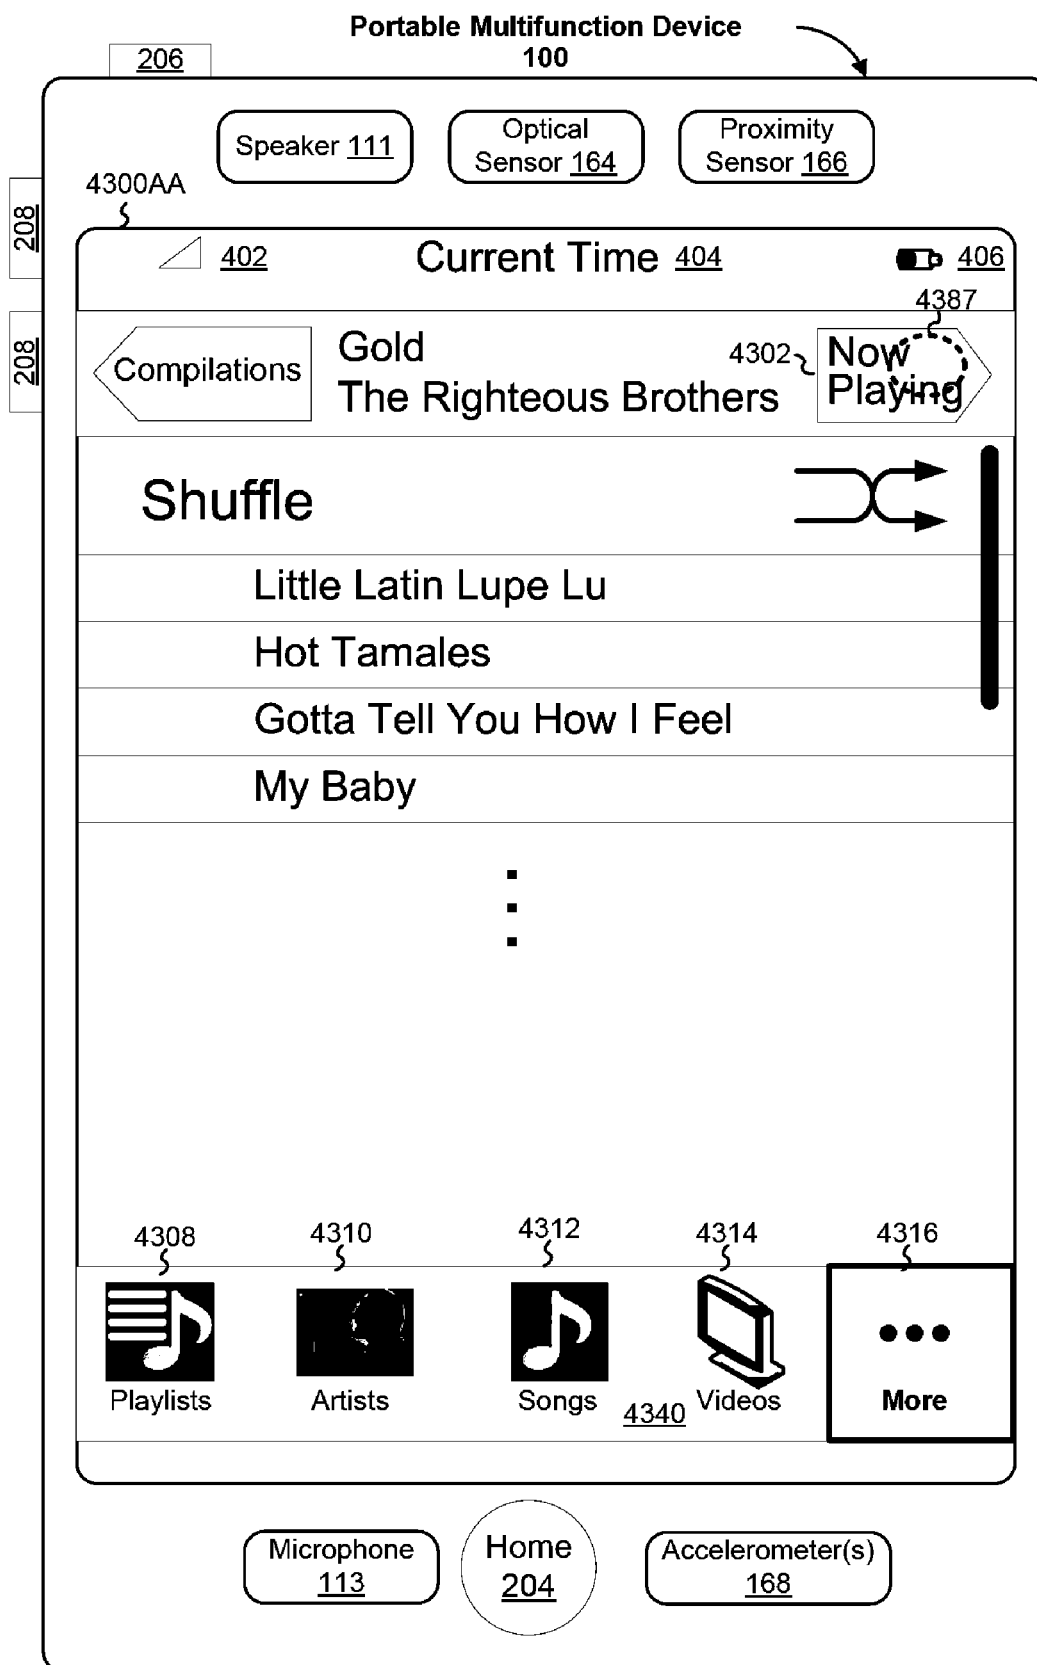 Portable Multifunction Device
100
206
Speaker 111
Optical
Sensor 164
Proximity
Sensor 166
4300AA
208
208
402
Current Time 404
406
4387
Compilations
Gold
The Righteous Brothers
4302
Now
Playing
Shuffle
Little Latin Lupe Lu
Hot Tamales
Gotta Tell You How I Feel
My Baby
4308
4310
4312
4314
4316
Playlists
Artists
Songs
4340
Videos
More
Microphone
113
Home
204
Accelerometer(s)
168